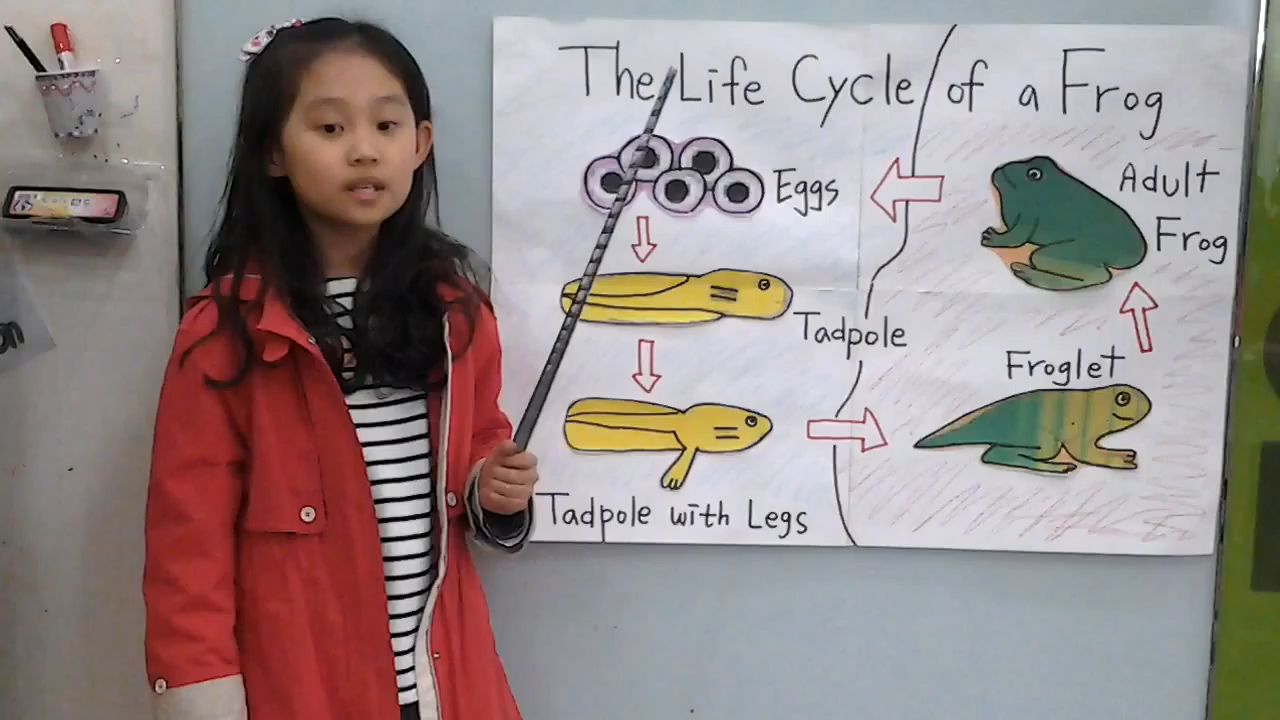 The Life Cycle of a Frog
Eggs
Adult
Frog
Tadpole
Froglet
Tadpole with Legs